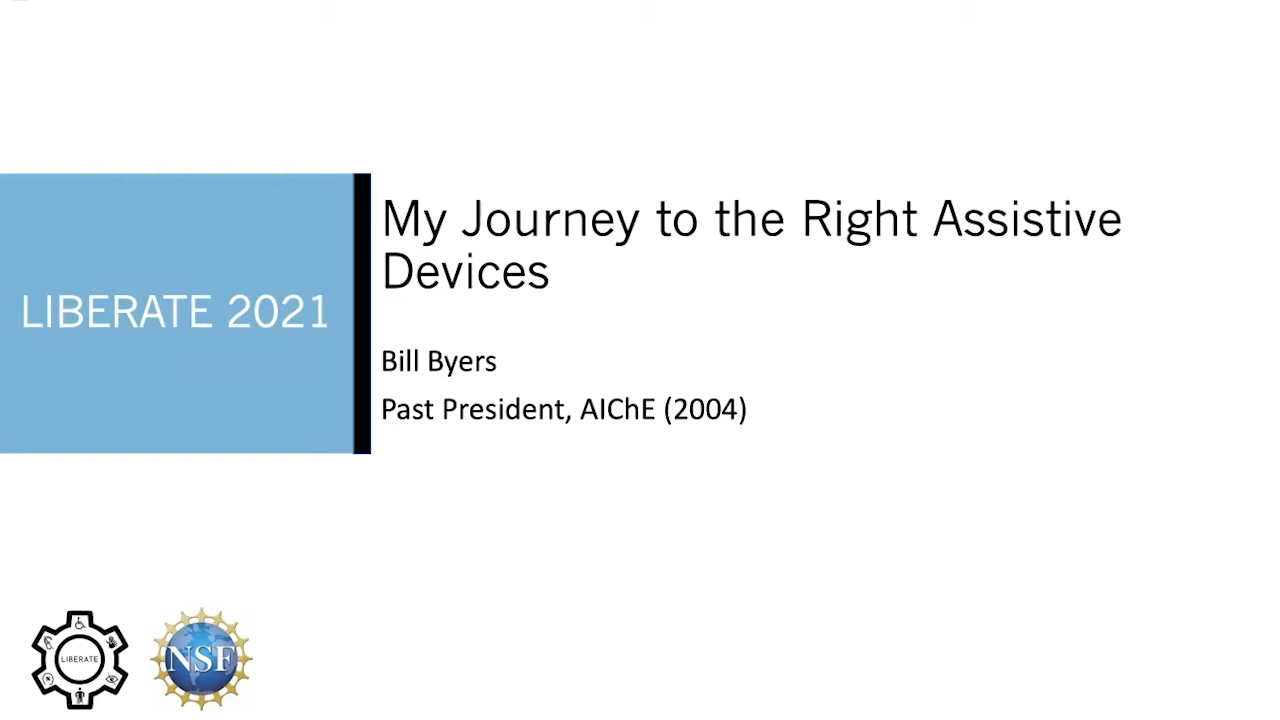 LIBERATE 2021
My Journey to the Right Assistive
Devices
Bill Byers
Past President, AIChE (2004)
LIBERATE
NSF